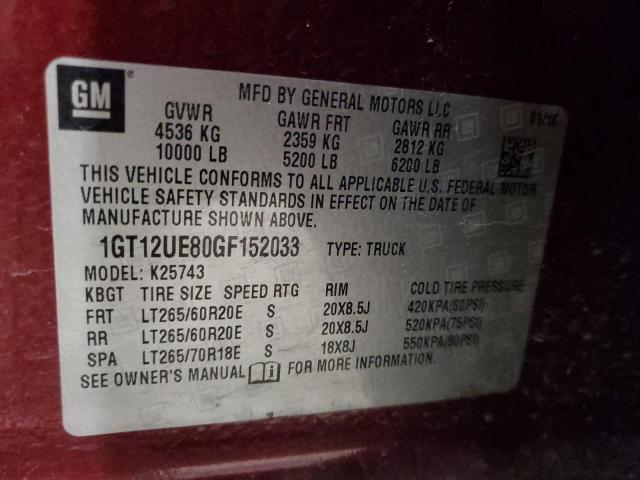 GM
MFD BY GENERAL MOTORS LLC
GVWR GAWR FRT GAWR RR 01/16
4536 KG 2359 KG 2812 KG
10000 LB 5200 LB 6200 LB
THIS VEHICLE CONFORMS TO ALL APPLICABLE U.S. FEDERAL MOTOR
VEHICLE SAFETY STANDARDS IN EFFECT ON THE DATE OF
MANUFACTURE SHOWN ABOVE.
1GT12UE80GF152033 TYPE: TRUCK
MODEL: K25743
KBGT TIRE SIZE SPEED RTG RIM COLD TIRE PRESSURE
FRT LT265/60R20E S 20X8.5J 420KPA(60PSI)
RR LT265/60R20E S 20X8.5J 520KPA(75PSI)
SPA LT265/70R18E S 18X8J 550KPA(80PSI)
SEE OWNER'S MANUAL FOR MORE INFORMATION.